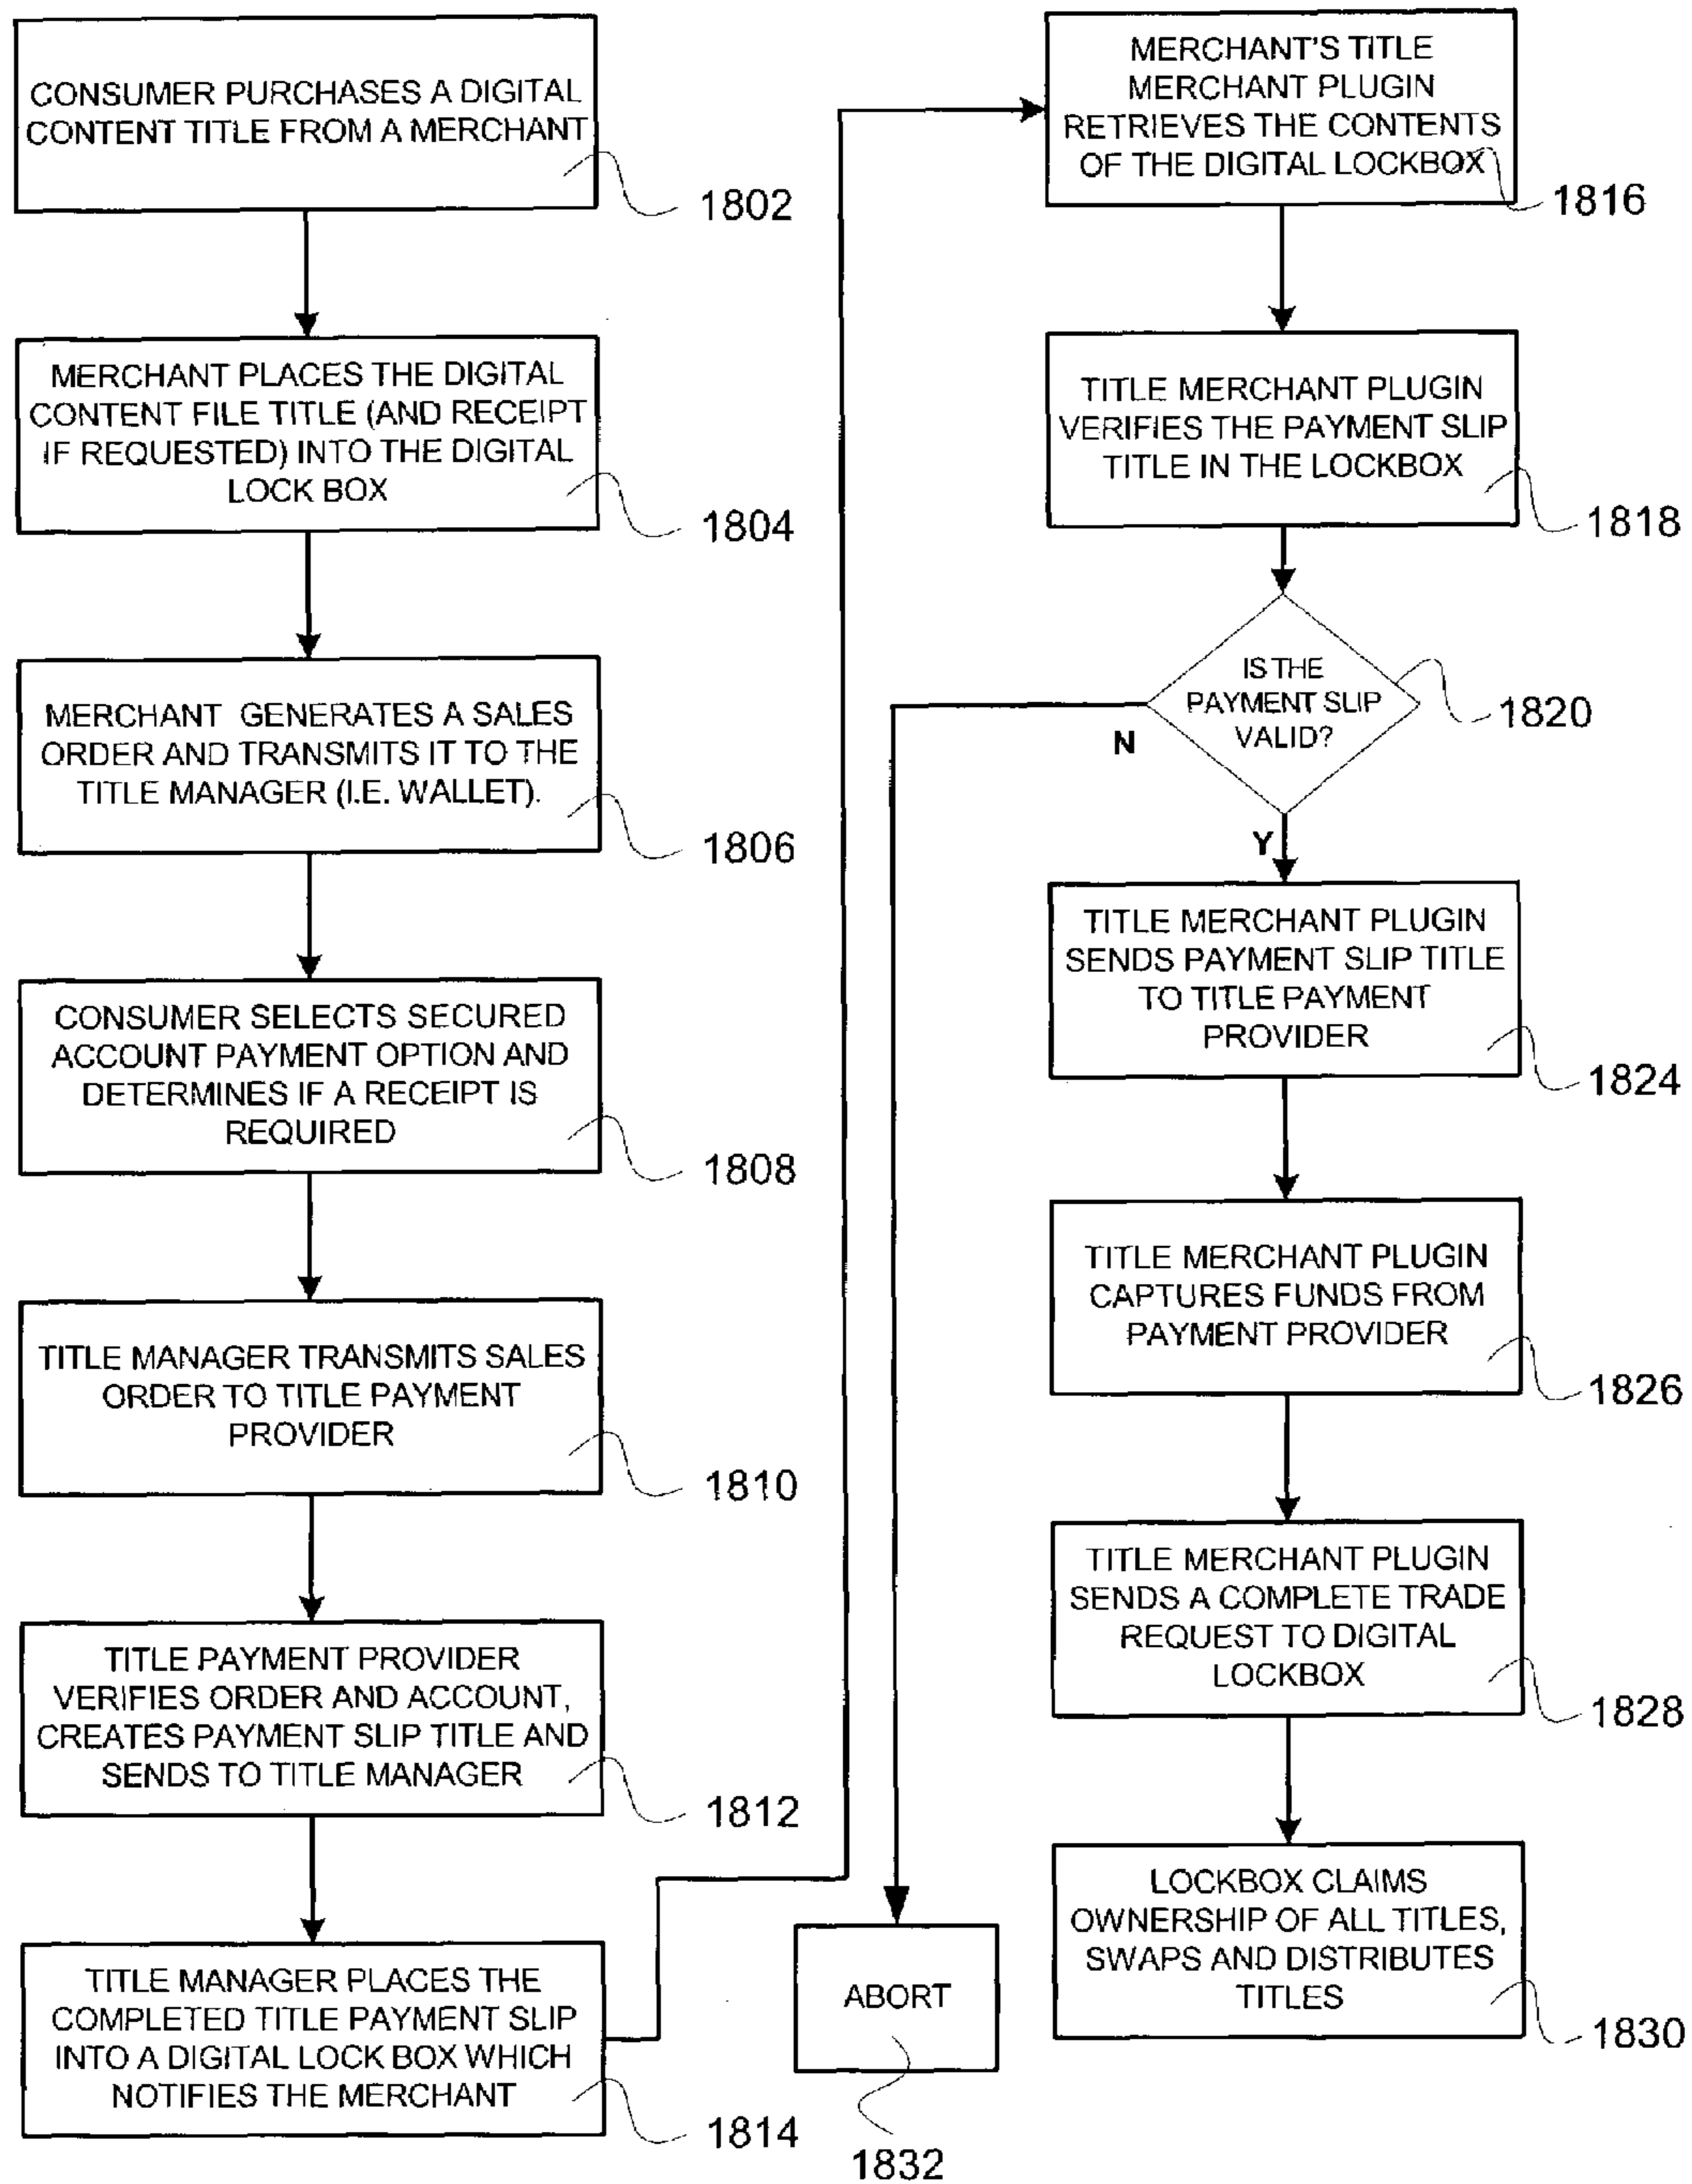 CONSUMER PURCHASES A DIGITAL
CONTENT TITLE FROM A MERCHANT
1802
MERCHANT PLACES THE DIGITAL
CONTENT FILE TITLE (AND RECEIPT
IF REQUESTED) INTO THE DIGITAL
LOCK BOX
1804
MERCHANT GENERATES A SALES
ORDER AND TRANSMITS IT TO THE
TITLE MANAGER (I.E. WALLET).
1806
CONSUMER SELECTS SECURED
ACCOUNT PAYMENT OPTION AND
DETERMINES IF A RECEIPT IS
REQUIRED
1808
TITLE MANAGER TRANSMITS SALES
ORDER TO TITLE PAYMENT
PROVIDER
1810
TITLE PAYMENT PROVIDER
VERIFIES ORDER AND ACCOUNT,
CREATES PAYMENT SLIP TITLE AND
SENDS TO TITLE MANAGER
1812
TITLE MANAGER PLACES THE
COMPLETED TITLE PAYMENT SLIP
INTO A DIGITAL LOCK BOX WHICH
NOTIFIES THE MERCHANT
1814
MERCHANT'S TITLE
MERCHANT PLUGIN
RETRIEVES THE CONTENTS
OF THE DIGITAL LOCKBOX
1816
TITLE MERCHANT PLUGIN
VERIFIES THE PAYMENT SLIP
TITLE IN THE LOCKBOX
1818
IS THE
PAYMENT SLIP
VALID?
1820
N
Y
TITLE MERCHANT PLUGIN
SENDS PAYMENT SLIP TITLE
TO TITLE PAYMENT
PROVIDER
1824
TITLE MERCHANT PLUGIN
CAPTURES FUNDS FROM
PAYMENT PROVIDER
1826
TITLE MERCHANT PLUGIN
SENDS A COMPLETE TRADE
REQUEST TO DIGITAL
LOCKBOX
1828
LOCKBOX CLAIMS
OWNERSHIP OF ALL TITLES,
SWAPS AND DISTRIBUTES
TITLES
1830
ABORT
1832